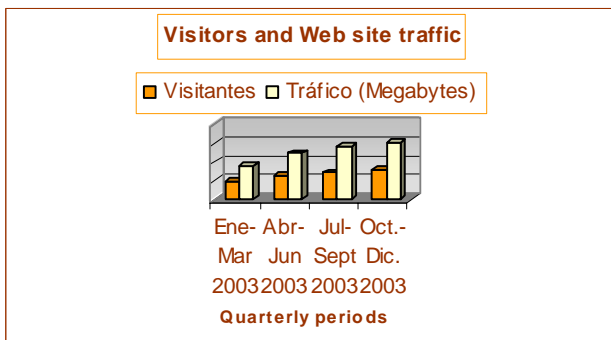 Visitors and Web site traffic
Visitantes Tráfico (Megabytes)
Ene- Abr- Jul- Oct.-
Mar Jun Sept Dic.
2003 2003 2003 2003
Quarterly periods